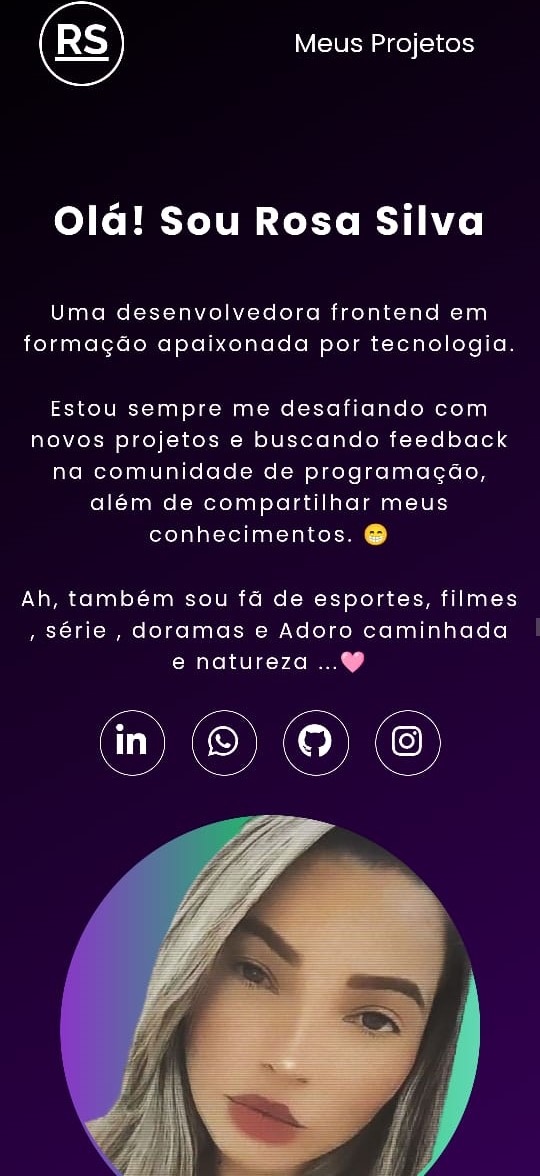 RS
Meus Projetos
Olá! Sou Rosa Silva
Uma desenvolvedora frontend em
formação apaixonada por tecnologia.
Estou sempre me desafiando com
novos projetos e buscando feedback
na comunidade de programação,
além de compartilhar meus
conhecimentos. 😁
Ah, também sou fã de esportes, filmes
, série , doramas e Adoro caminhada
e natureza ...🩷
in